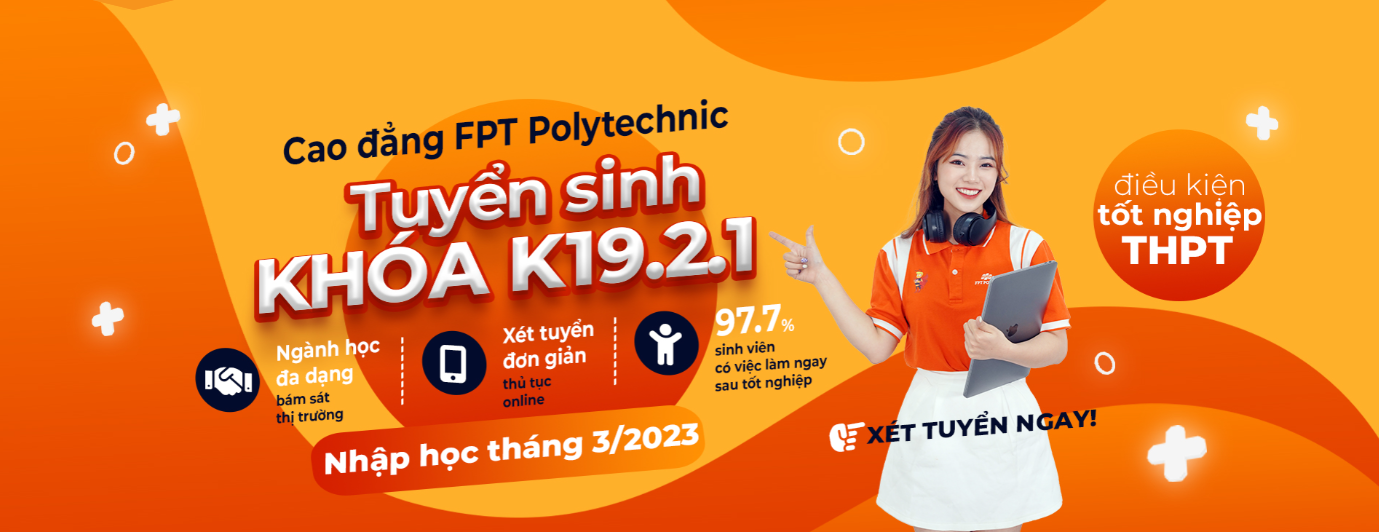 Cao đẳng FPT Polytechnic
Tuyển sinh
KHÓA K19.2.1
Ngành học
đa dạng
bám sát
thị trường
Xét tuyển
đơn giản
thủ tục
online
97.7%
sinh viên
có việc làm ngay
sau tốt nghiệp
Nhập học tháng 3/2023
điều kiện
tốt nghiệp
THPT
XÉT TUYỂN NGAY!